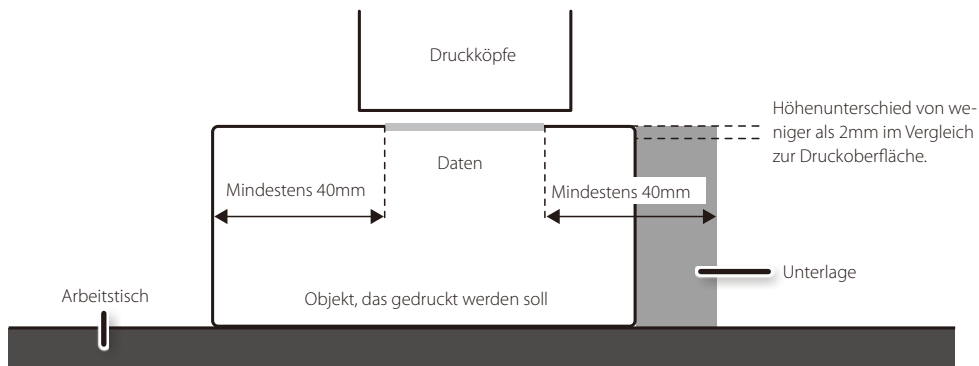 Druckköpfe
Höhenunterschied von we-
niger als 2mm im Vergleich
zur Druckoberfläche.
Daten
Mindestens 40mm
Mindestens 40mm
Unterlage
Arbeitstisch
Objekt, das gedruckt werden soll